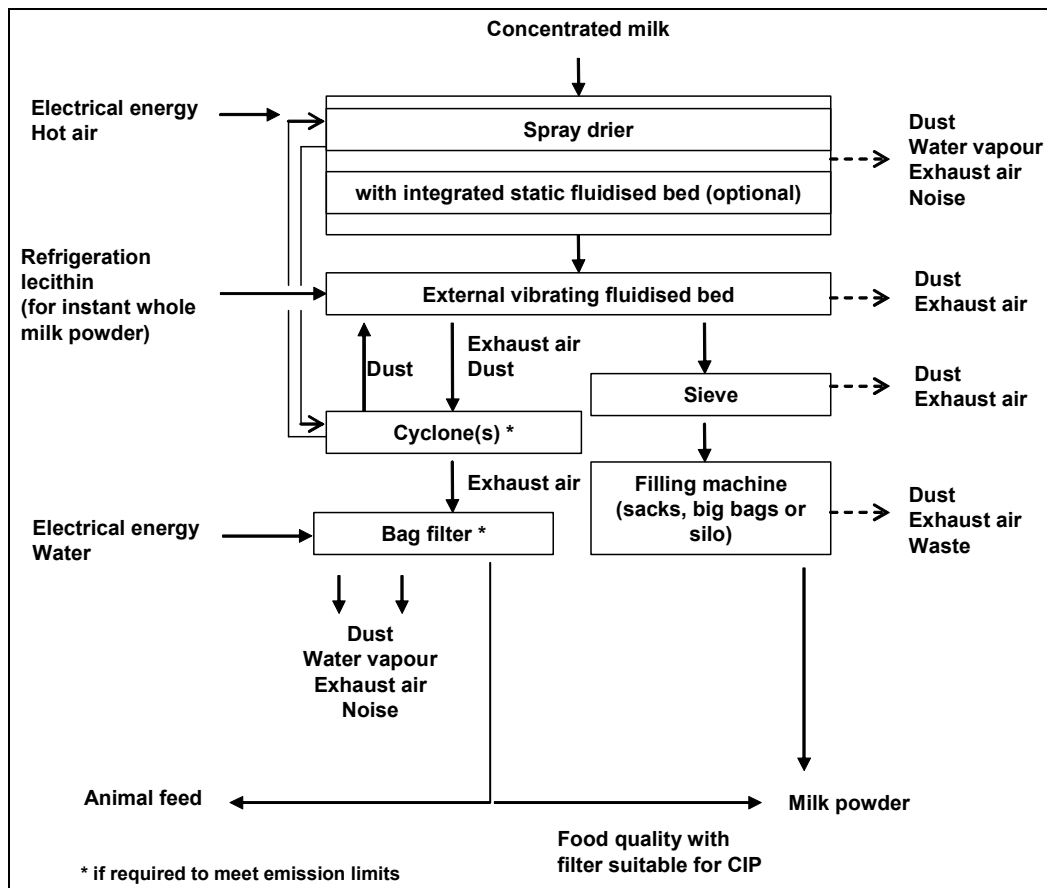 Concentrated milk
Electrical energy
Hot air
Spray drier
with integrated static fluidised bed (optional)
Dust
Water vapour
Exhaust air
Noise
Refrigeration
lecithin
(for instant whole
milk powder)
External vibrating fluidised bed
Dust
Exhaust air
Dust
Exhaust air
Dust
Sieve
Dust
Exhaust air
Cyclone(s) *
Exhaust air
Filling machine
(sacks, big bags or
silo)
Dust
Exhaust air
Waste
Electrical energy
Water
Bag filter *
Dust
Water vapour
Exhaust air
Noise
Animal feed
Milk powder
Food quality with
filter suitable for CIP
* if required to meet emission limits